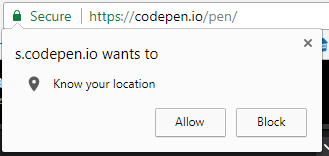 Secure https://codepen.io/pen/
s.codepen.io wants to
Know your location
Allow Block